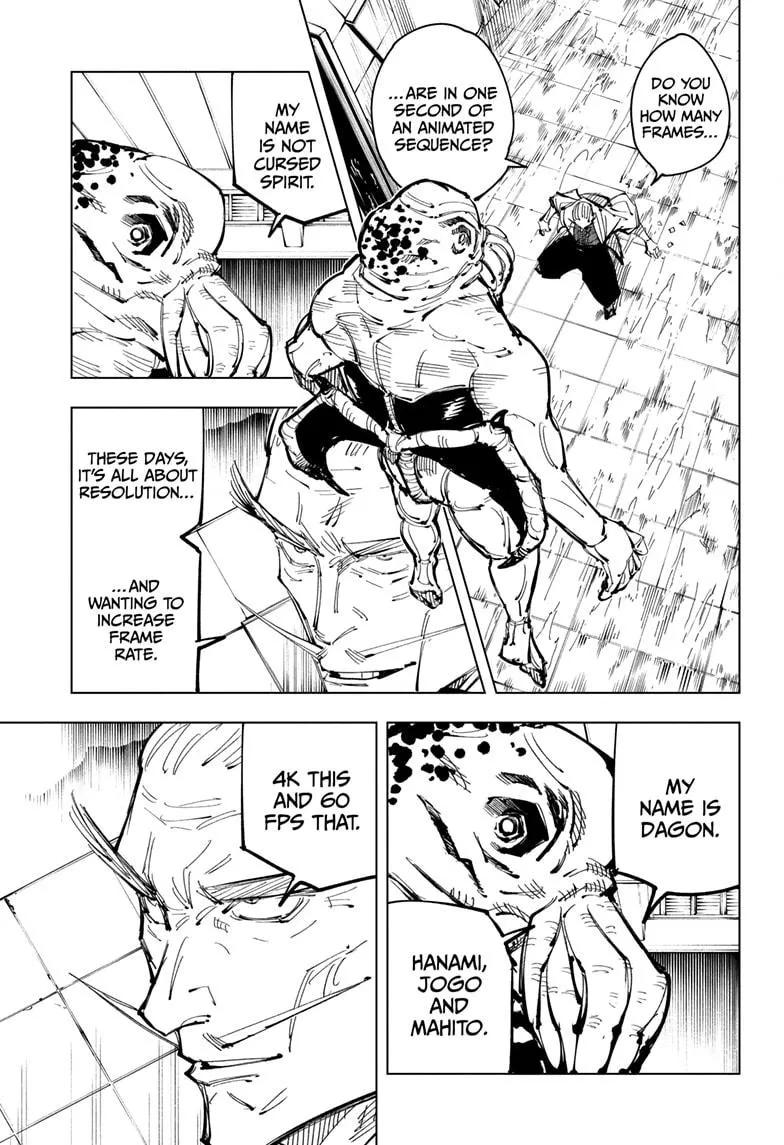 DO YOU
KNOW
HOW MANY
FRAMES...
...ARE IN ONE
SECOND OF
AN ANIMATED
SEQUENCE?
MY
NAME
IS NOT
CURSED
SPIRIT.
THESE DAYS,
IT'S ALL ABOUT
RESOLUTION...
...AND
WANTING TO
INCREASE
FRAME
RATE.
MY
NAME IS
DAGON.
HANAMI,
JOGO
AND
MAHITO.
4K THIS
AND 60
FPS THAT.